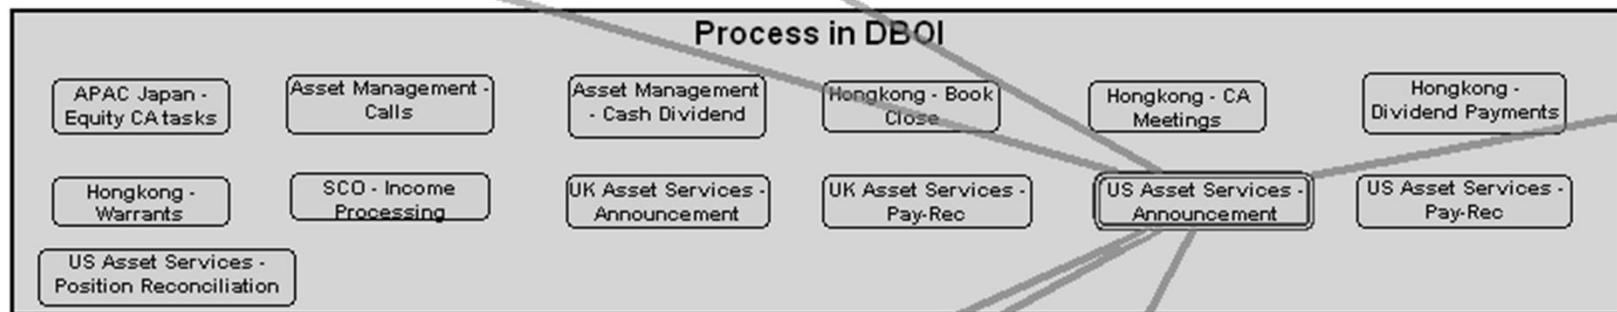 Process in DBOI
APAC Japan -
Equity CA tasks
Asset Management -
Calls
Asset Management
- Cash Dividend
Hongkong - Book
Close
Hongkong - CA
Meetings
Hongkong -
Dividend Payments
Hongkong -
Warrants
SCO - Income
Processing
UK Asset Services -
Announcement
UK Asset Services -
Pay-Rec
US Asset Services -
Announcement
US Asset Services -
Pay-Rec
US Asset Services -
Position Reconciliation